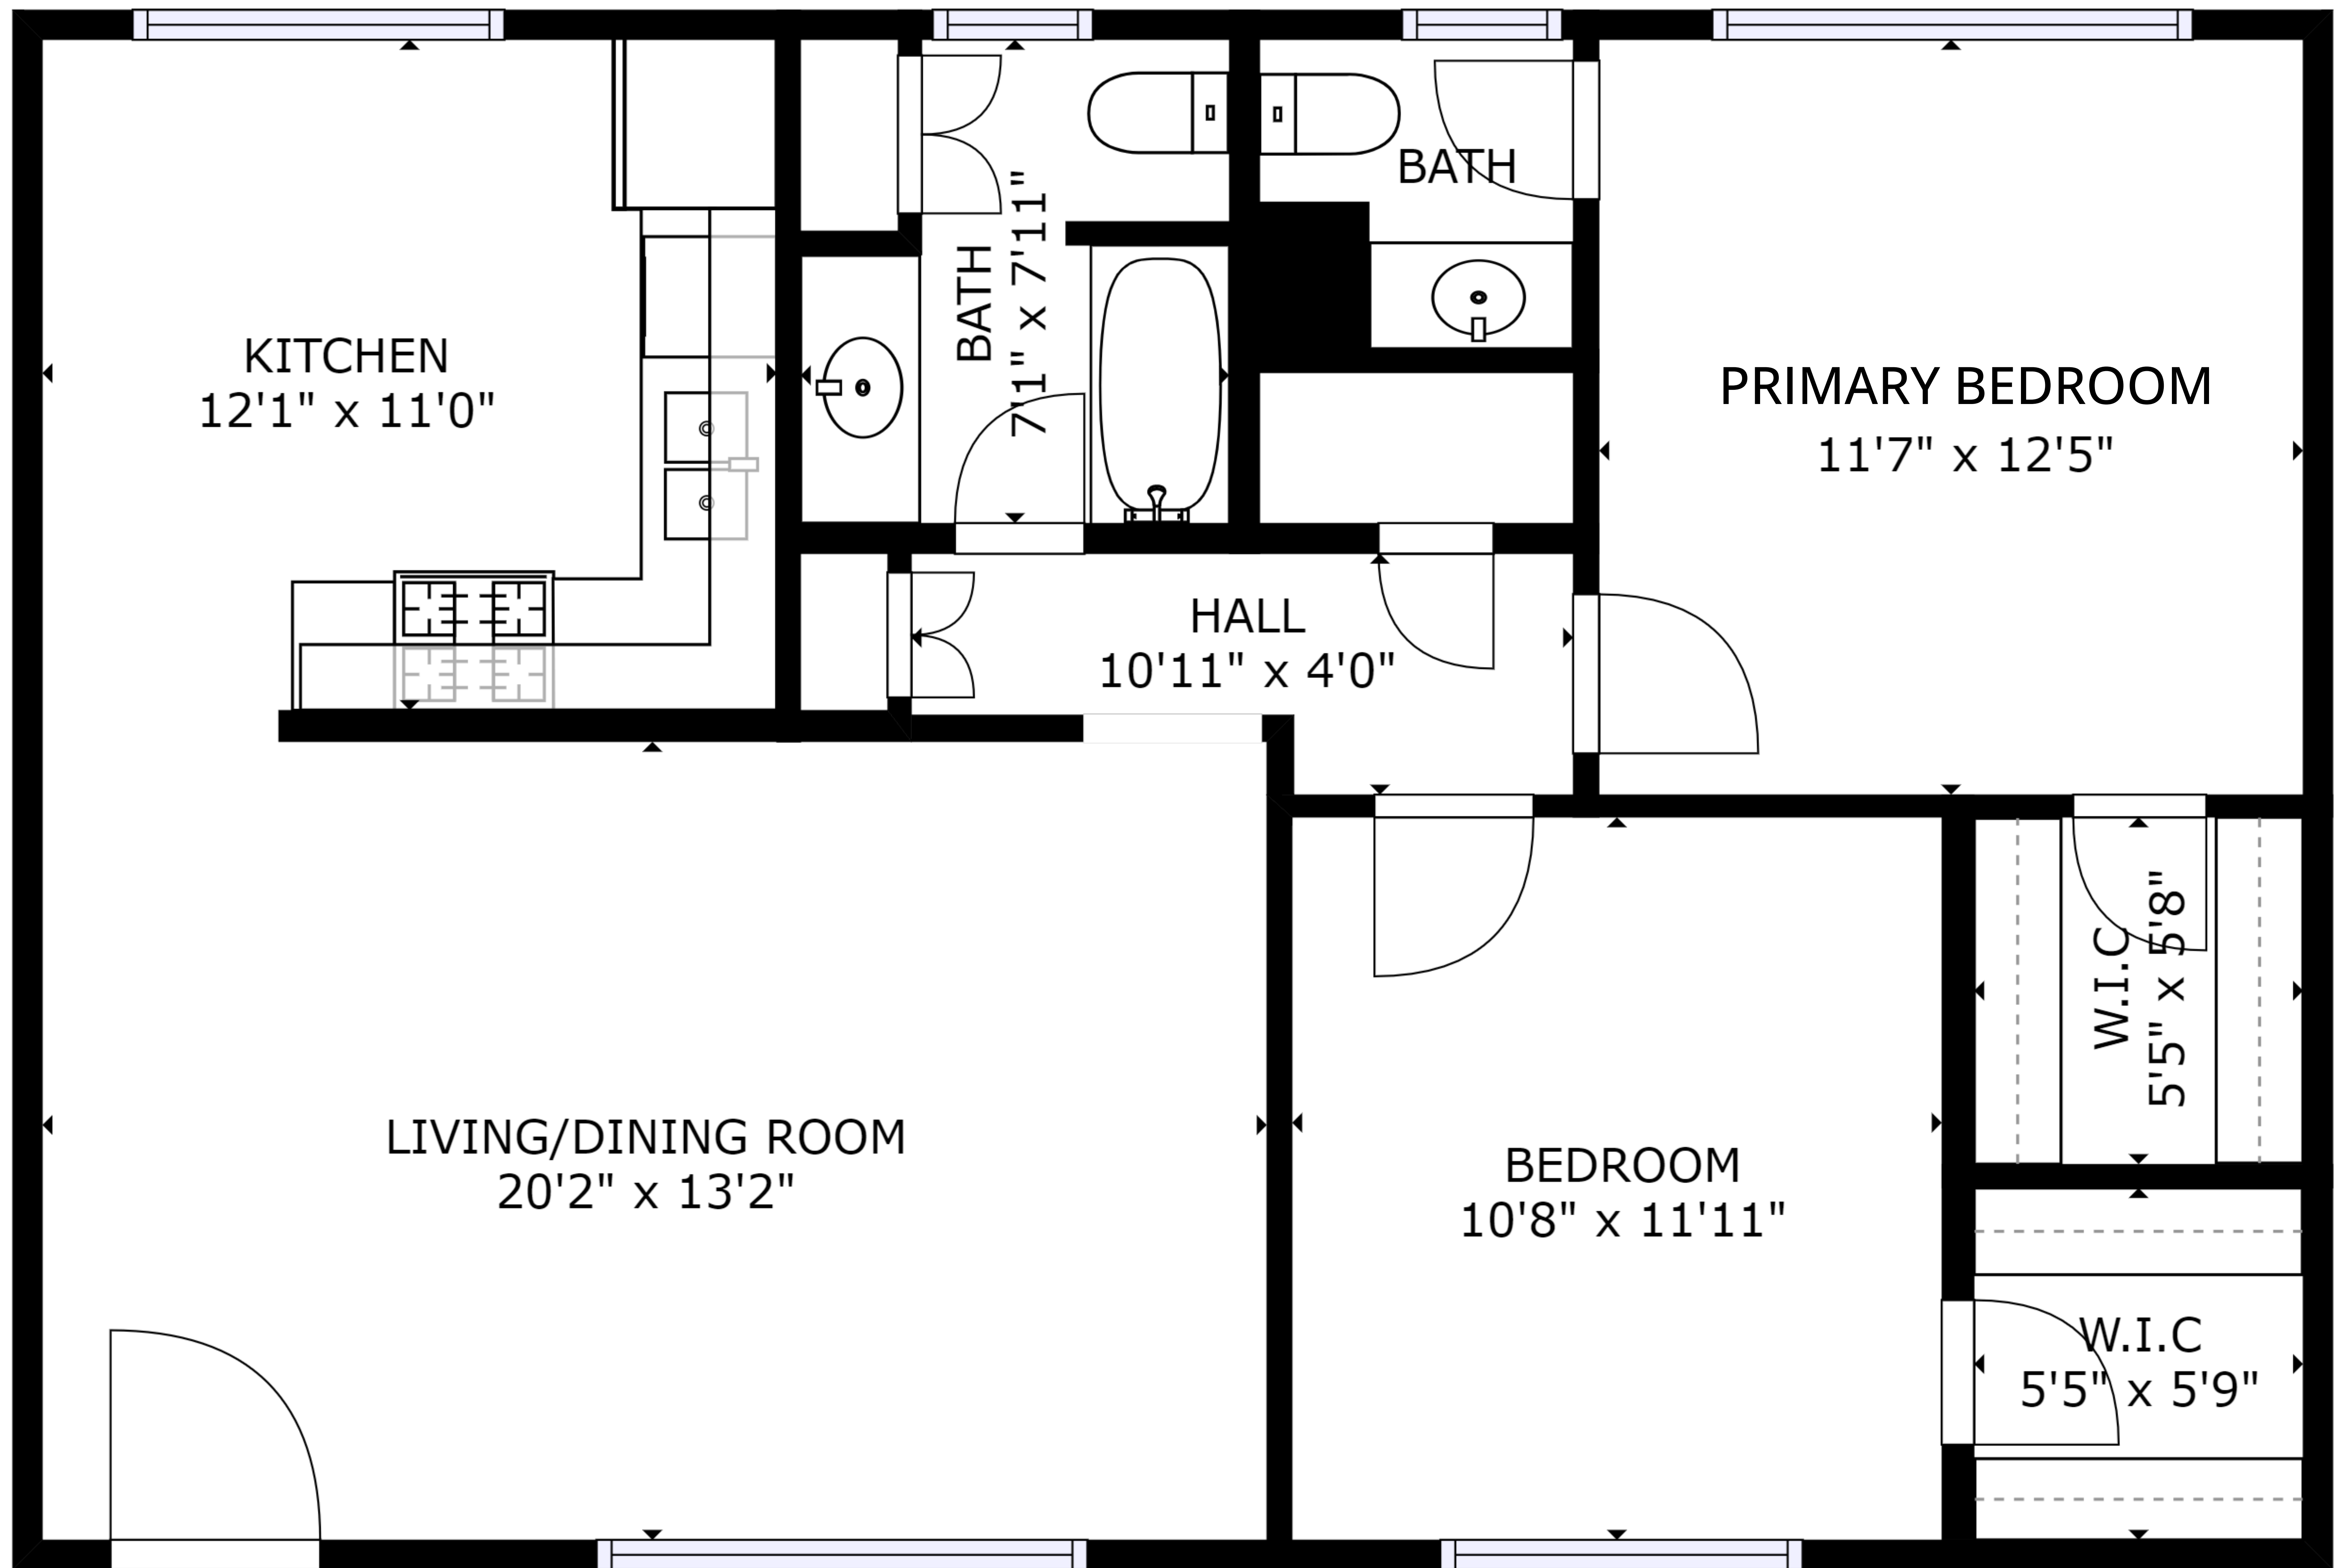 BATH
KITCHEN
12'1" x 11'0"
BATH
7'1" x 7'11"
PRIMARY BEDROOM
11'7" x 12'5"
HALL
10'11" x 4'0"
W.I.C
5'5" x 5'8"
LIVING/DINING ROOM
20'2" x 13'2"
BEDROOM
10'8" x 11'11"
W.I.C
5'5" x 5'9"